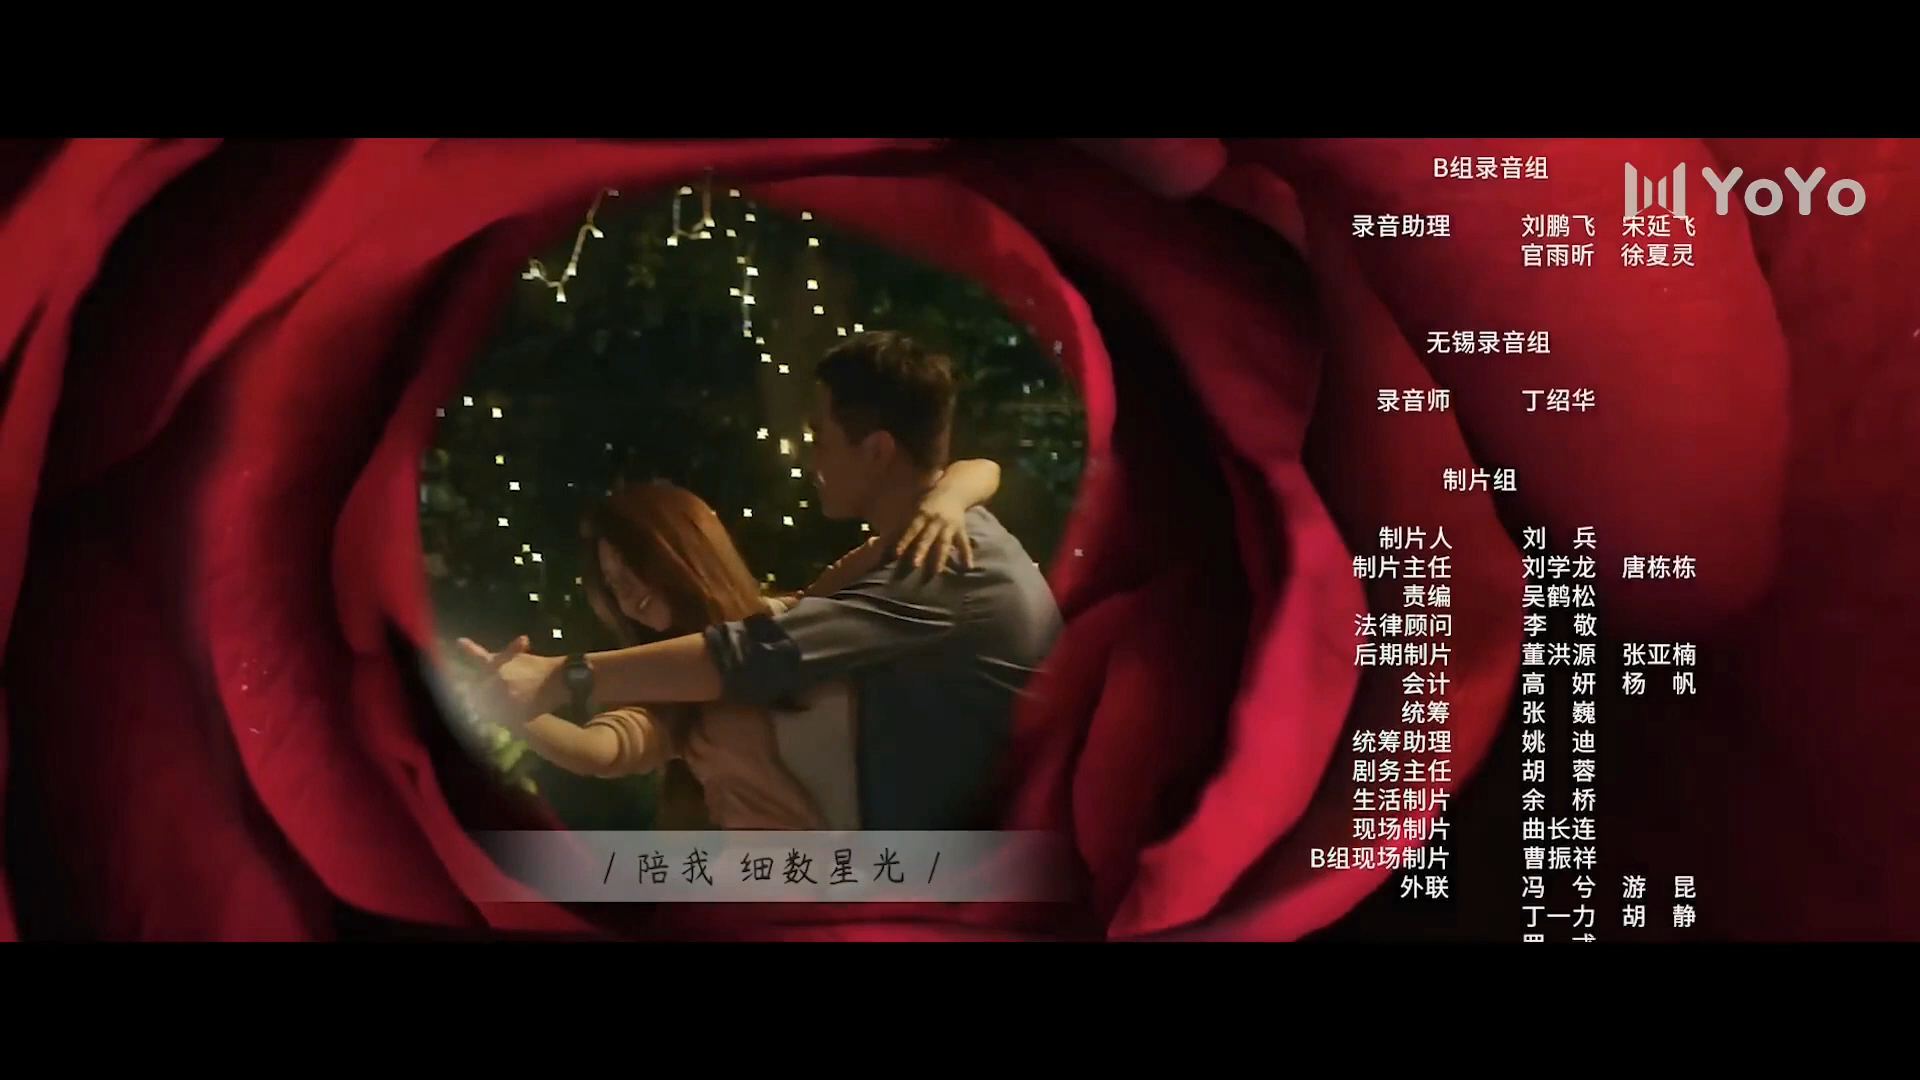 YoYo
B组录音组
录音助理 刘鹏飞 宋延飞
官雨昕 徐夏灵
无锡录音组
录音师 丁绍华
制片组
制片人 刘 兵
制片主任 刘学龙 唐栋栋
责编 吴鹤松
法律顾问 李 敬
后期制片 董洪源 张亚楠
会计 高 妍 杨 帆
统筹 张 巍
统筹助理 姚 迪
剧务主任 胡 蓉
生活制片 余 桥
现场制片 曲长连
B组现场制片 曹振祥
外联 冯 兮 游 昆
丁一力 胡 静
/ 陪我 细数星光 /